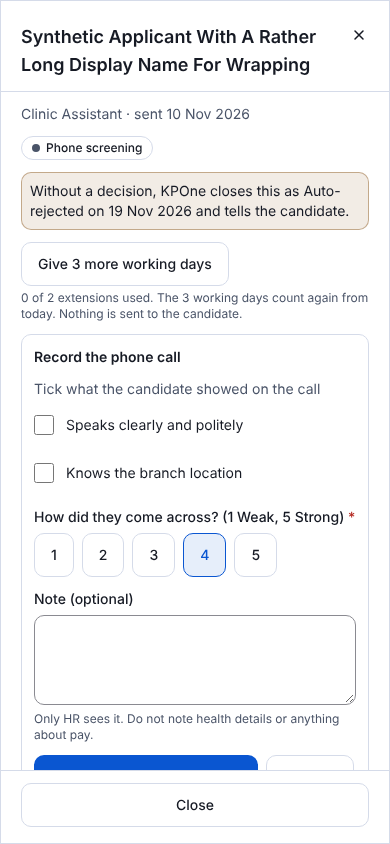 Synthetic Applicant With A Rather
Long Display Name For Wrapping
Clinic Assistant · sent 10 Nov 2026
Phone screening
Without a decision, KPOne closes this as Auto-
rejected on 19 Nov 2026 and tells the candidate.
Give 3 more working days
0 of 2 extensions used. The 3 working days count again from
today. Nothing is sent to the candidate.
Record the phone call
Tick what the candidate showed on the call
Speaks clearly and politely
Knows the branch location
How did they come across? (1 Weak, 5 Strong) *
1 2 3 4 5
Note (optional)
Only HR sees it. Do not note health details or anything
about pay.
Close